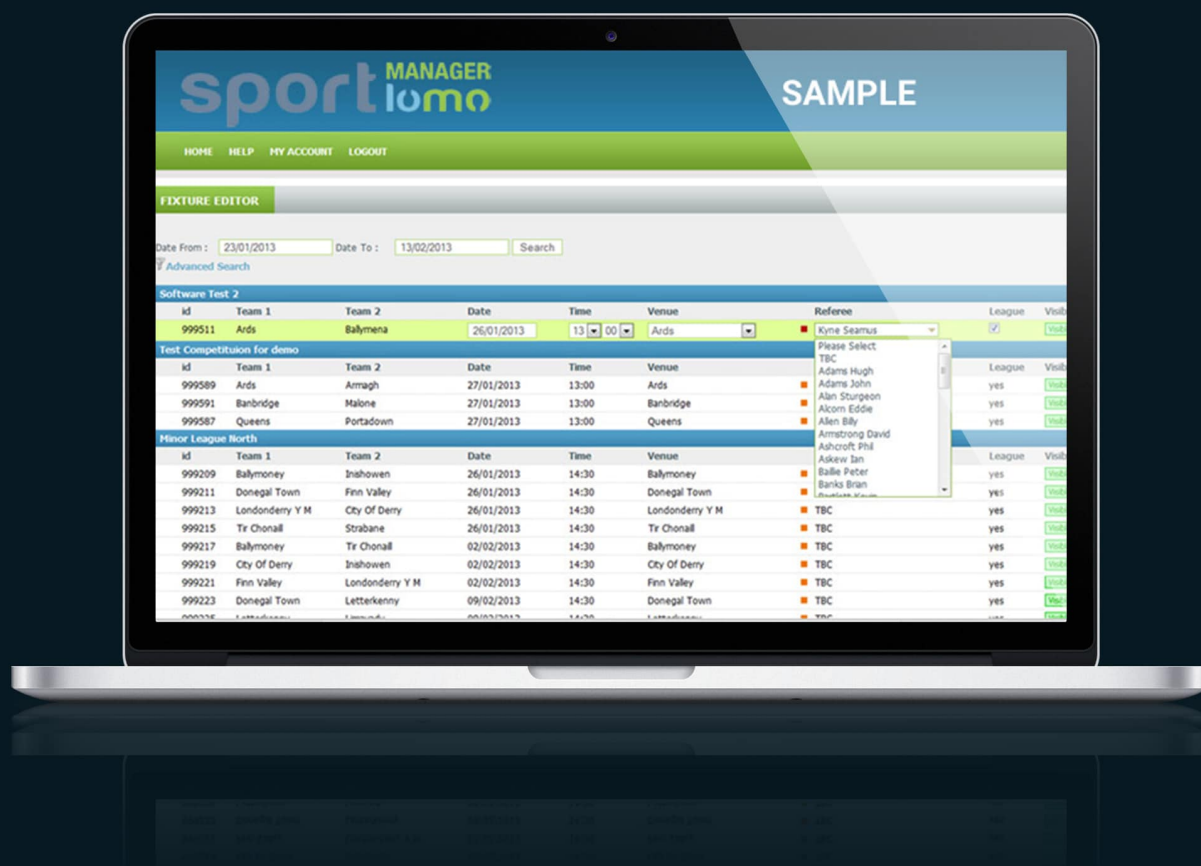 sport MANAGER lomo
SAMPLE
HOME HELP MY ACCOUNT LOGOUT
FIXTURE EDITOR
Date From : 23/01/2013 Date To : 13/02/2013 Search
Advanced Search
Software Test 2
id Team 1 Team 2 Date Time Venue Referee League
999511 Ards Ballymena 26/01/2013 13 00 Ards Kyne Seamus
Please Select
TBC
Adams Hugh
Adams John
Alan Sturgeon
Alcorn Eddie
Allen Billy
Armstrong David
Ashcroft Phil
Askew Ian
Bailie Peter
Banks Brian
Test Competituion for demo
id Team 1 Team 2 Date Time Venue League
999589 Ards Armagh 27/01/2013 13:00 Ards yes
999591 Banbridge Malone 27/01/2013 13:00 Banbridge yes
999587 Queens Portadown 27/01/2013 13:00 Queens yes
Minor League North
id Team 1 Team 2 Date Time Venue League
999209 Ballymoney Inishowen 26/01/2013 14:30 Ballymoney yes
999211 Donegal Town Finn Valley 26/01/2013 14:30 Donegal Town yes
999213 Londonderry Y M City Of Derry 26/01/2013 14:30 Londonderry Y M TBC yes
999215 Tir Chonaill Strabane 26/01/2013 14:30 Tir Chonaill TBC yes
999217 Ballymoney Tir Chonaill 02/02/2013 14:30 Ballymoney TBC yes
999219 City Of Derry Inishowen 02/02/2013 14:30 City Of Derry TBC yes
999221 Finn Valley Londonderry Y M 02/02/2013 14:30 Finn Valley TBC yes
999223 Donegal Town Letterkenny 09/02/2013 14:30 Donegal Town TBC yes